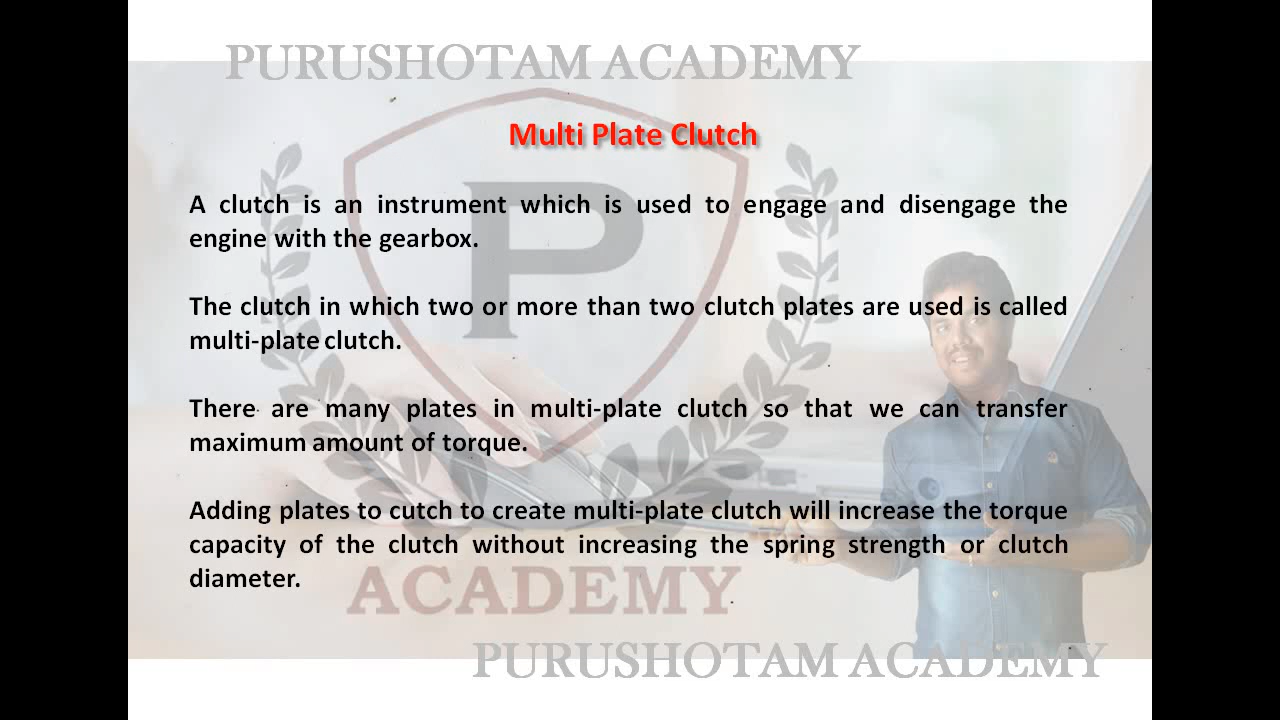 PURUSHOTAM ACADEMY
Multi Plate Clutch
A clutch is an instrument which is used to engage and disengage the
engine with the gearbox.
The clutch in which two or more than two clutch plates are used is called
multi-plate clutch.
There are many plates in multi-plate clutch so that we can transfer
maximum amount of torque.
Adding plates to cutch to create multi-plate clutch will increase the torque
capacity of the clutch without increasing the spring strength or clutch
diameter.
P
ACADEMY
PURUSHOTAM ACADEMY